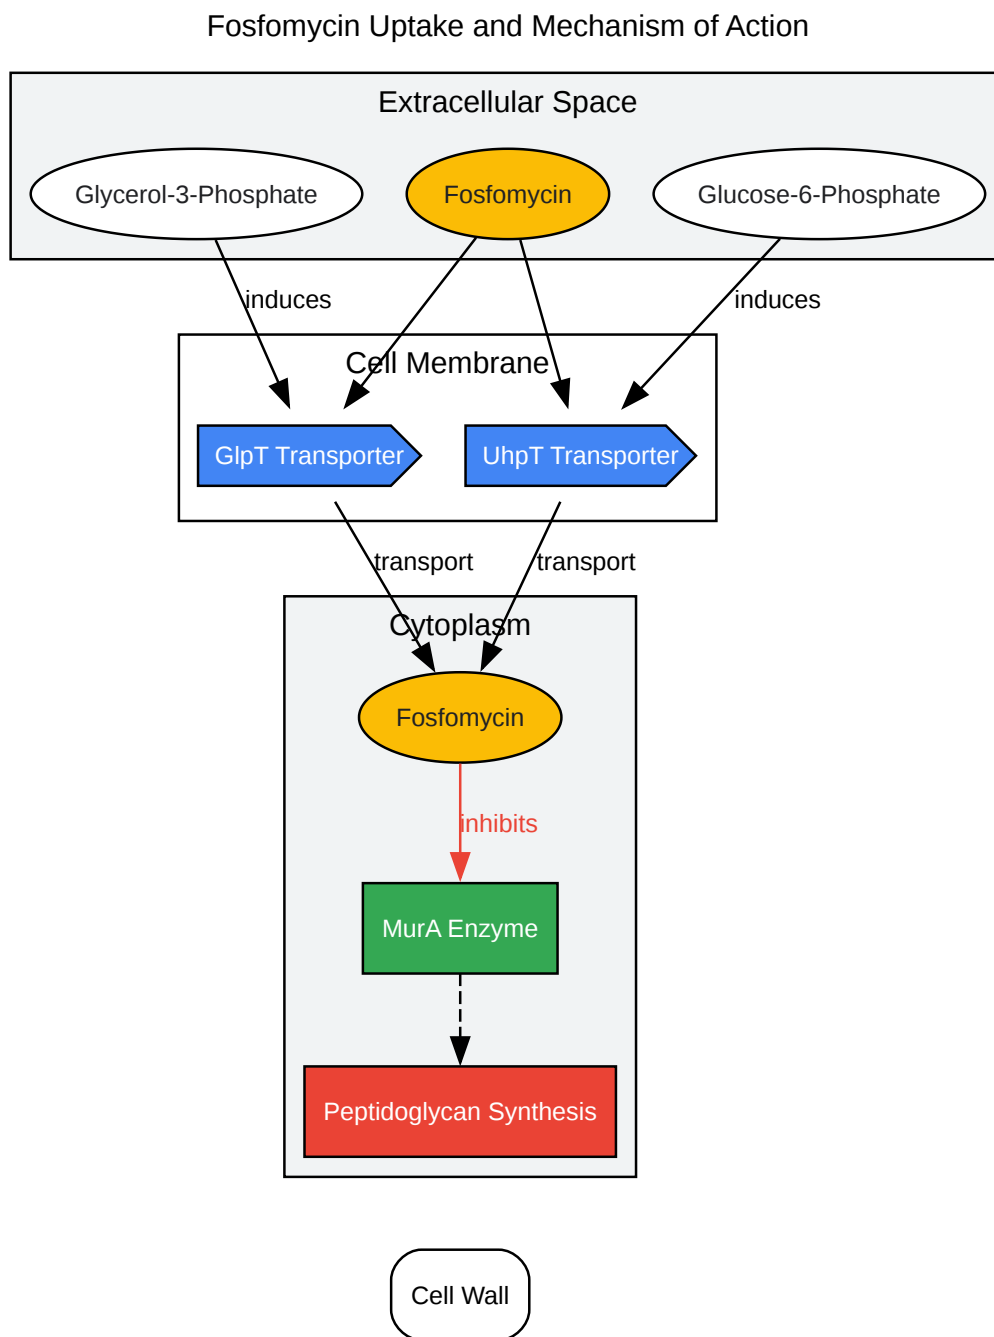 Fosfomycin Uptake and Mechanism of Action
Extracellular Space
Glycerol-3-Phosphate
Fosfomycin
Glucose-6-Phosphate
induces
induces
Cell Membrane
GlpT Transporter
UhpT Transporter
transport
transport
Cytoplasm
Fosfomycin
inhibits
MurA Enzyme
Peptidoglycan Synthesis
Cell Wall